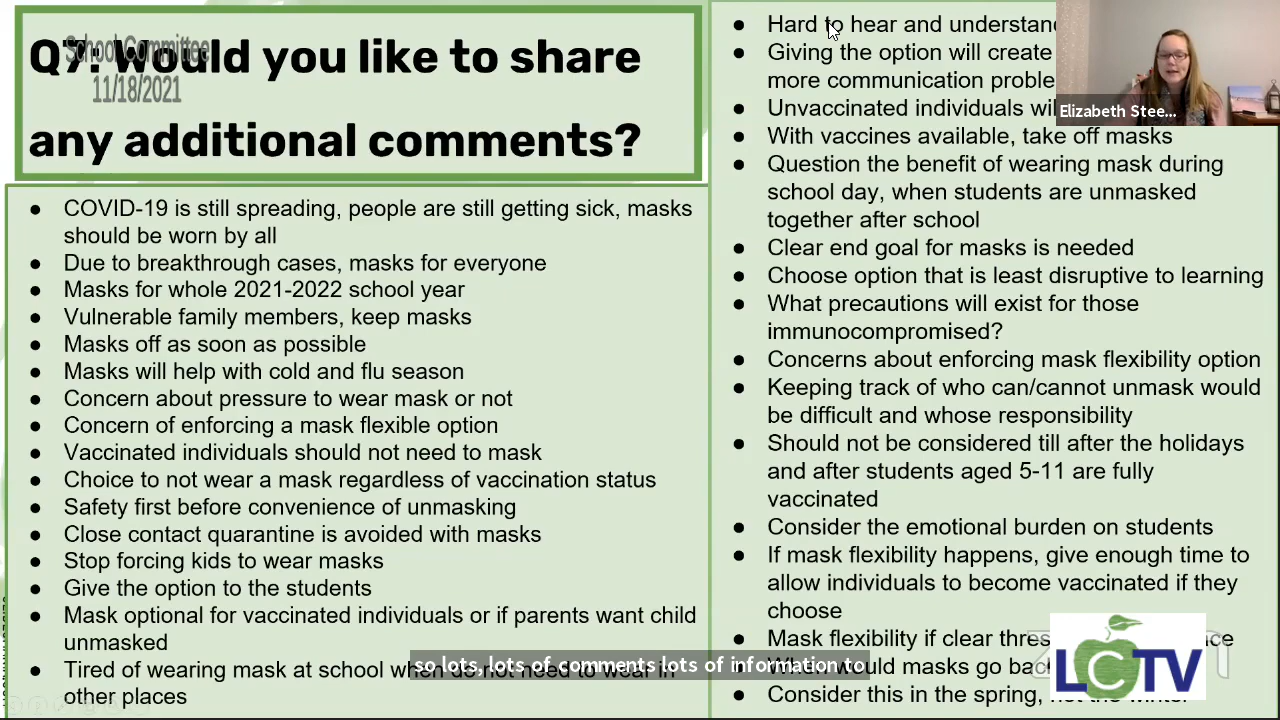 School Committee
11/18/2021
Q7: Would you like to share
any additional comments?
● COVID-19 is still spreading, people are still getting sick, masks
should be worn by all
● Due to breakthrough cases, masks for everyone
● Masks for whole 2021-2022 school year
● Vulnerable family members, keep masks
● Masks off as soon as possible
● Masks will help with cold and flu season
● Concern about pressure to wear mask or not
● Concern of enforcing a mask flexible option
● Vaccinated individuals should not need to mask
● Choice to not wear a mask regardless of vaccination status
● Safety first before convenience of unmasking
● Close contact quarantine is avoided with masks
● Stop forcing kids to wear masks
● Give the option to the students
● Mask optional for vaccinated individuals or if parents want child
unmasked
● Tired of wearing mask at school when do not need to wear in
other places
● Hard to hear and understand
● Giving the option will create
more communication
● Unvaccinated individuals
● With vaccines available, take off masks
● Question the benefit of wearing mask during
school day, when students are unmasked
together after school
● Clear end goal for masks is needed
● Choose option that is least disruptive to learning
● What precautions will exist for those
immunocompromised?
● Concerns about enforcing mask flexibility option
● Keeping track of who can/cannot unmask would
be difficult and whose responsibility
● Should not be considered till after the holidays
and after students aged 5-11 are fully
vaccinated
● Consider the emotional burden on students
● If mask flexibility happens, give enough time to
allow individuals to become vaccinated if they
choose
● Mask flexibility if clear
● When would masks go
● Consider this in the spring, not the winter
Elizabeth Stee...
so lots, lots of comments lots of information to
LCTV